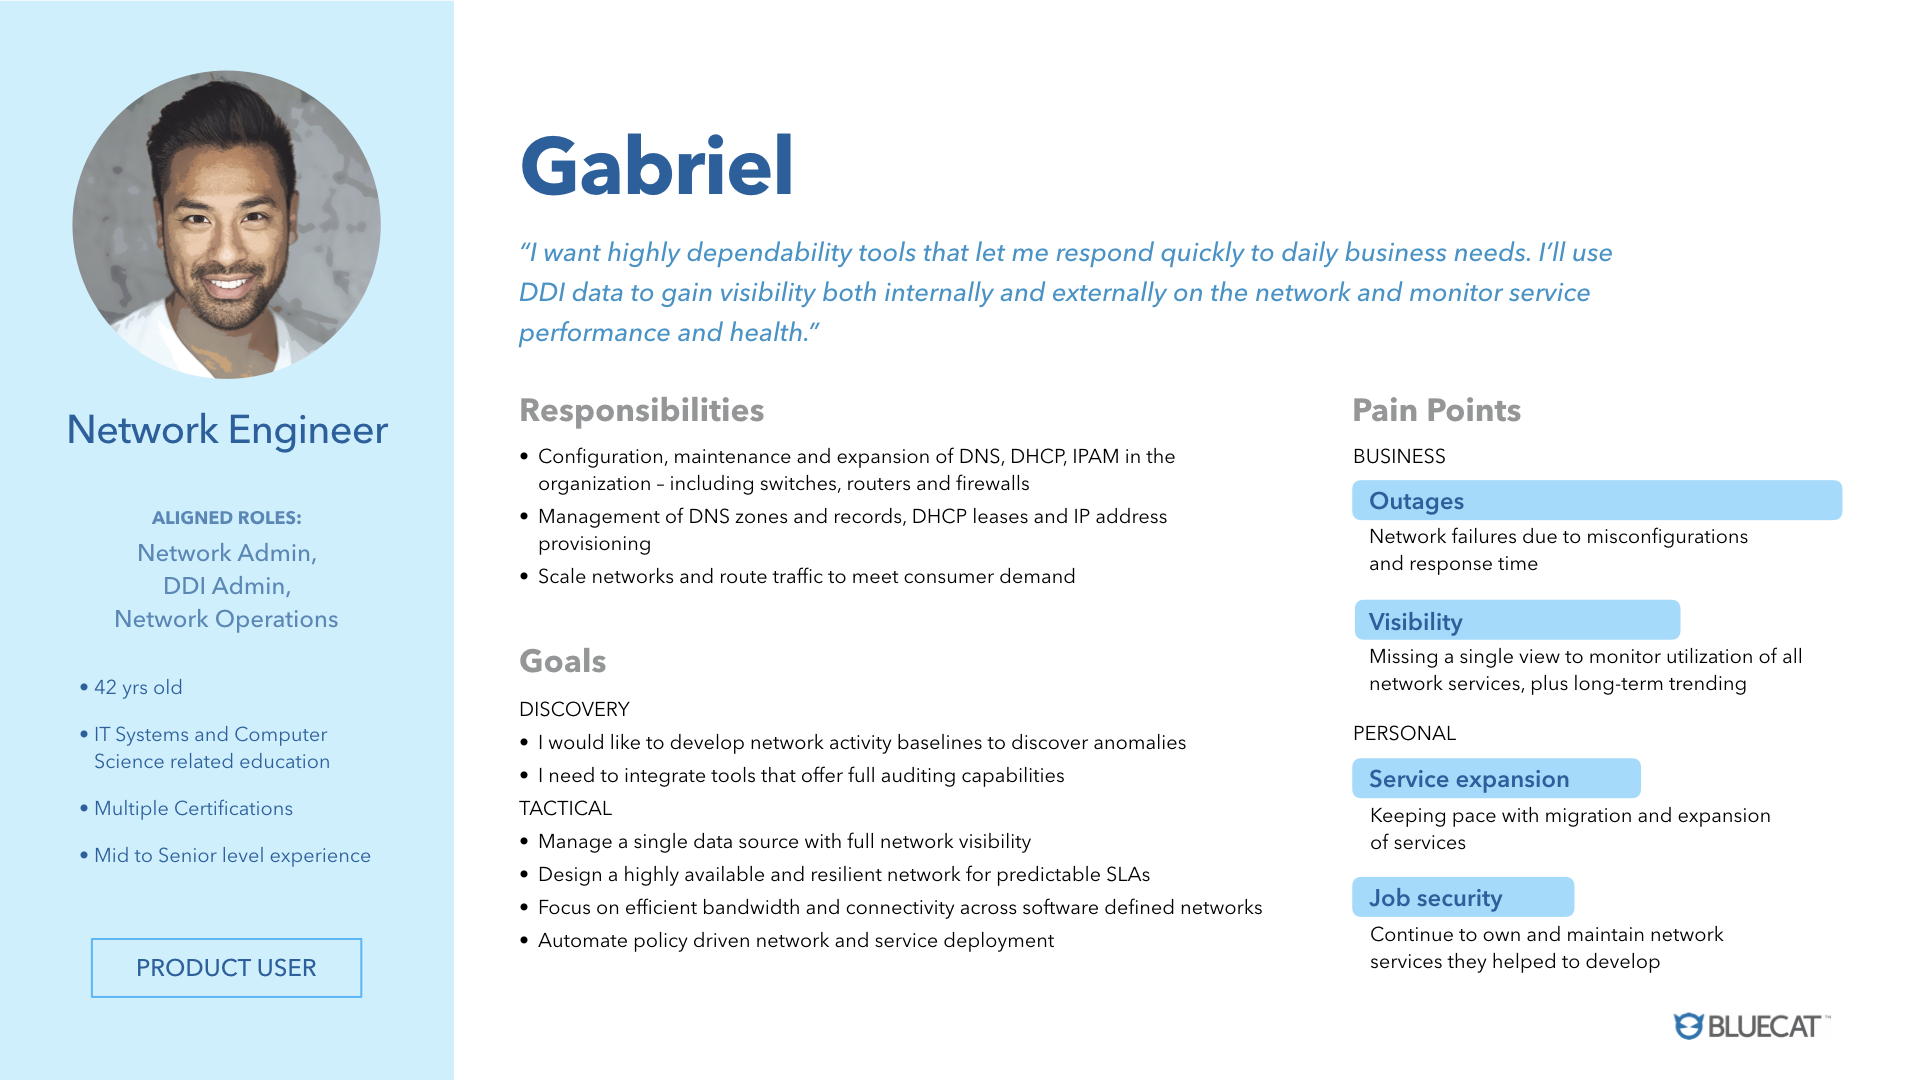 Gabriel
“I want highly dependability tools that let me respond quickly to daily business needs. I’ll use
DDI data to gain visibility both internally and externally on the network and monitor service
performance and health.”
Network Engineer
ALIGNED ROLES:
Network Admin,
DDI Admin,
Network Operations
• 42 yrs old
• IT Systems and Computer
Science related education
• Multiple Certifications
• Mid to Senior level experience
PRODUCT USER
Responsibilities
• Configuration, maintenance and expansion of DNS, DHCP, IPAM in the
organization – including switches, routers and firewalls
• Management of DNS zones and records, DHCP leases and IP address
provisioning
• Scale networks and route traffic to meet consumer demand
Goals
DISCOVERY
• I would like to develop network activity baselines to discover anomalies
• I need to integrate tools that offer full auditing capabilities
TACTICAL
• Manage a single data source with full network visibility
• Design a highly available and resilient network for predictable SLAs
• Focus on efficient bandwidth and connectivity across software defined networks
• Automate policy driven network and service deployment
Pain Points
BUSINESS
Outages
Network failures due to misconfigurations
and response time
Visibility
Missing a single view to monitor utilization of all
network services, plus long-term trending
PERSONAL
Service expansion
Keeping pace with migration and expansion
of services
Job security
Continue to own and maintain network
services they helped to develop
BLUECAT™